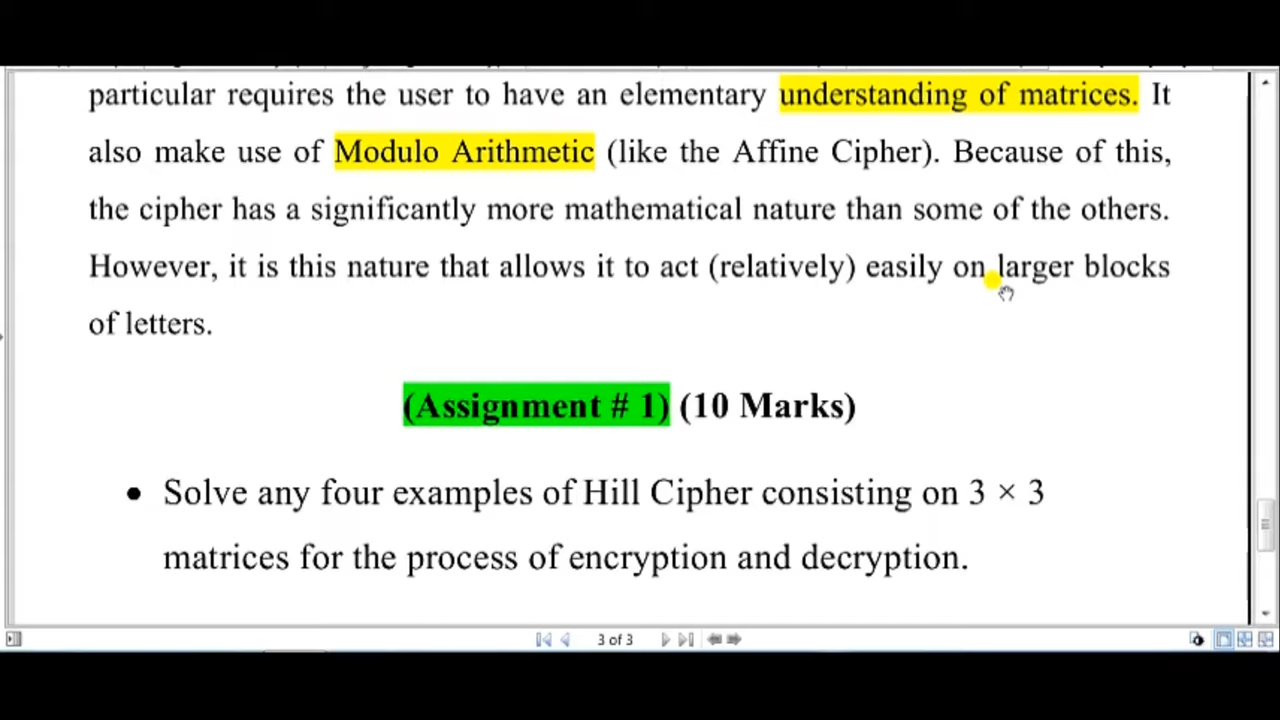 particular requires the user to have an elementary understanding of matrices. It
also make use of Modulo Arithmetic (like the Affine Cipher). Because of this,
the cipher has a significantly more mathematical nature than some of the others.
However, it is this nature that allows it to act (relatively) easily on larger blocks
of letters.
(Assignment # 1) (10 Marks)
• Solve any four examples of Hill Cipher consisting on 3 × 3
matrices for the process of encryption and decryption.
3 of 3